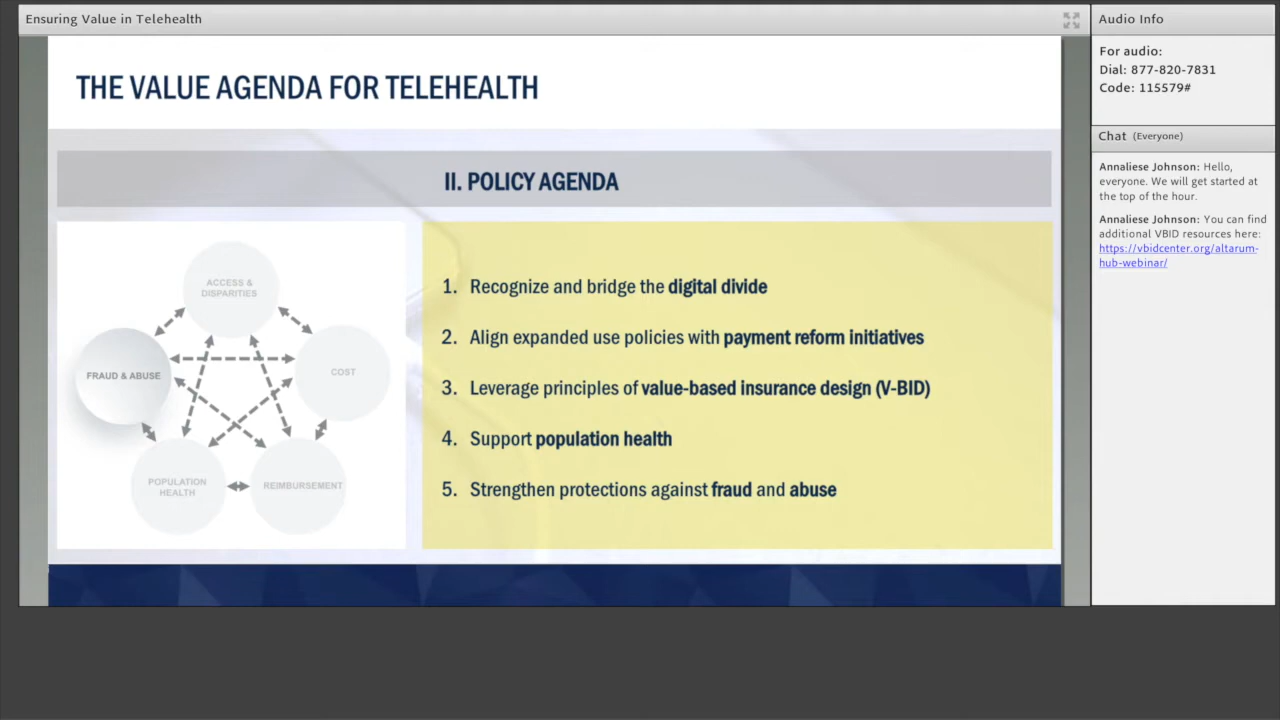 Ensuring Value in Telehealth
THE VALUE AGENDA FOR TELEHEALTH
II. POLICY AGENDA
ACCESS &
DISPARITIES
FRAUD & ABUSE
COST
POPULATION
HEALTH
REIMBURSEMENT
1. Recognize and bridge the digital divide
2. Align expanded use policies with payment reform initiatives
3. Leverage principles of value-based insurance design (V-BID)
4. Support population health
5. Strengthen protections against fraud and abuse
Audio Info
For audio:
Dial: 877-820-7831
Code: 115579#
Chat (Everyone)
Annaliese Johnson: Hello,
everyone. We will get started at
the top of the hour.
Annaliese Johnson: You can find
additional VBID resources here:
https://vbidcenter.org/altarum-
hub-webinar/